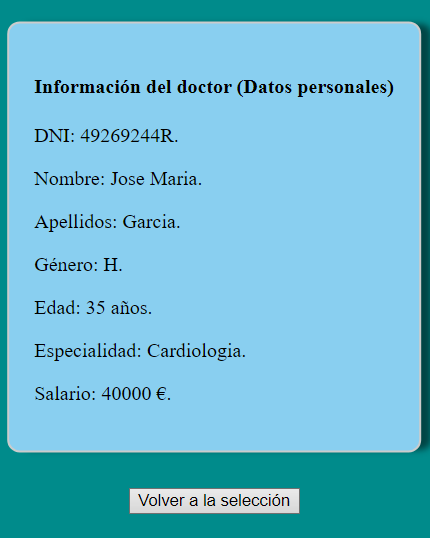 Información del doctor (Datos personales)
DNI: 49269244R.
Nombre: Jose Maria.
Apellidos: Garcia.
Género: H.
Edad: 35 años.
Especialidad: Cardiologia.
Salario: 40000 €.
Volver a la selección